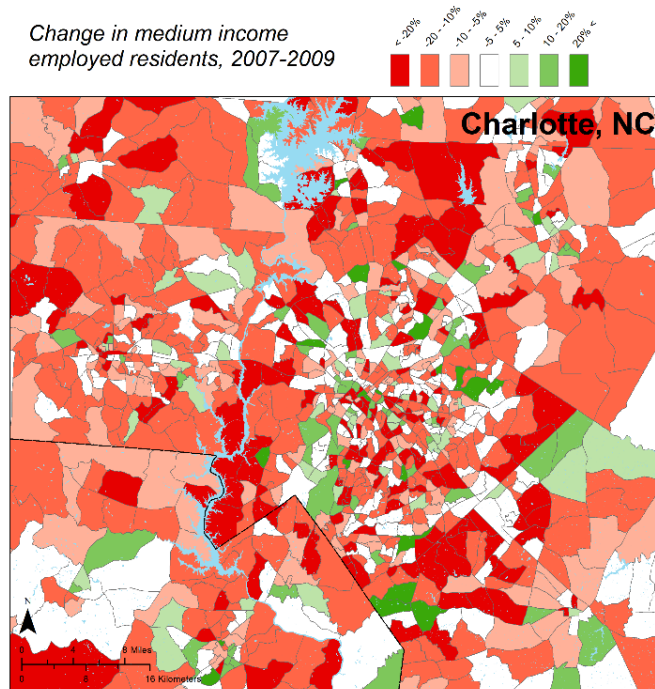 Change in medium income
employed residents, 2007-2009
< -20%
-20 - -10%
-10 - -5%
-5 - 5%
5 - 10%
10 - 20%
20% <
Charlotte, NC
N
0 4 8 Miles
0 8 16 Kilometers